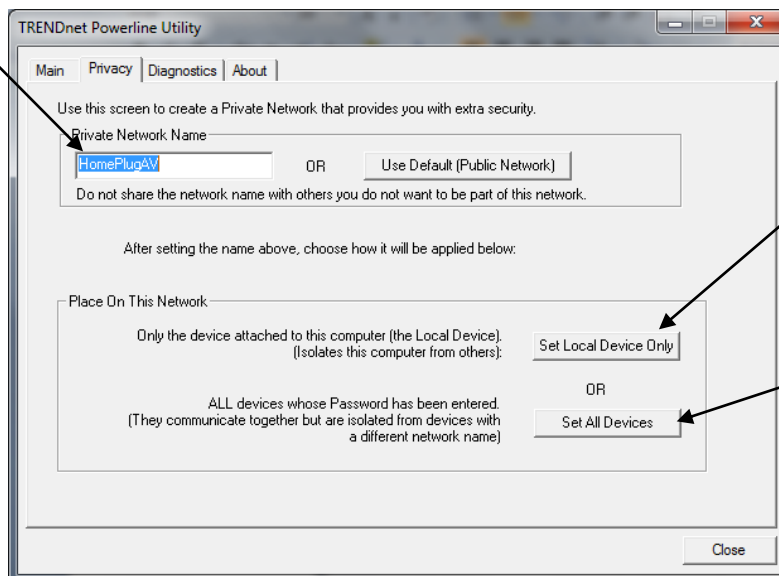 TRENDnet Powerline Utility
Main Privacy Diagnostics About
Use this screen to create a Private Network that provides you with extra security.
Private Network Name
HomePlugAV OR Use Default (Public Network)
Do not share the network name with others you do not want to be part of this network.
After setting the name above, choose how it will be applied below:
Place On This Network
Only the device attached to this computer (the Local Device).
(Isolates this computer from others): Set Local Device Only
OR
ALL devices whose Password has been entered.
(They communicate together but are isolated from devices with Set All Devices
a different network name)
Close